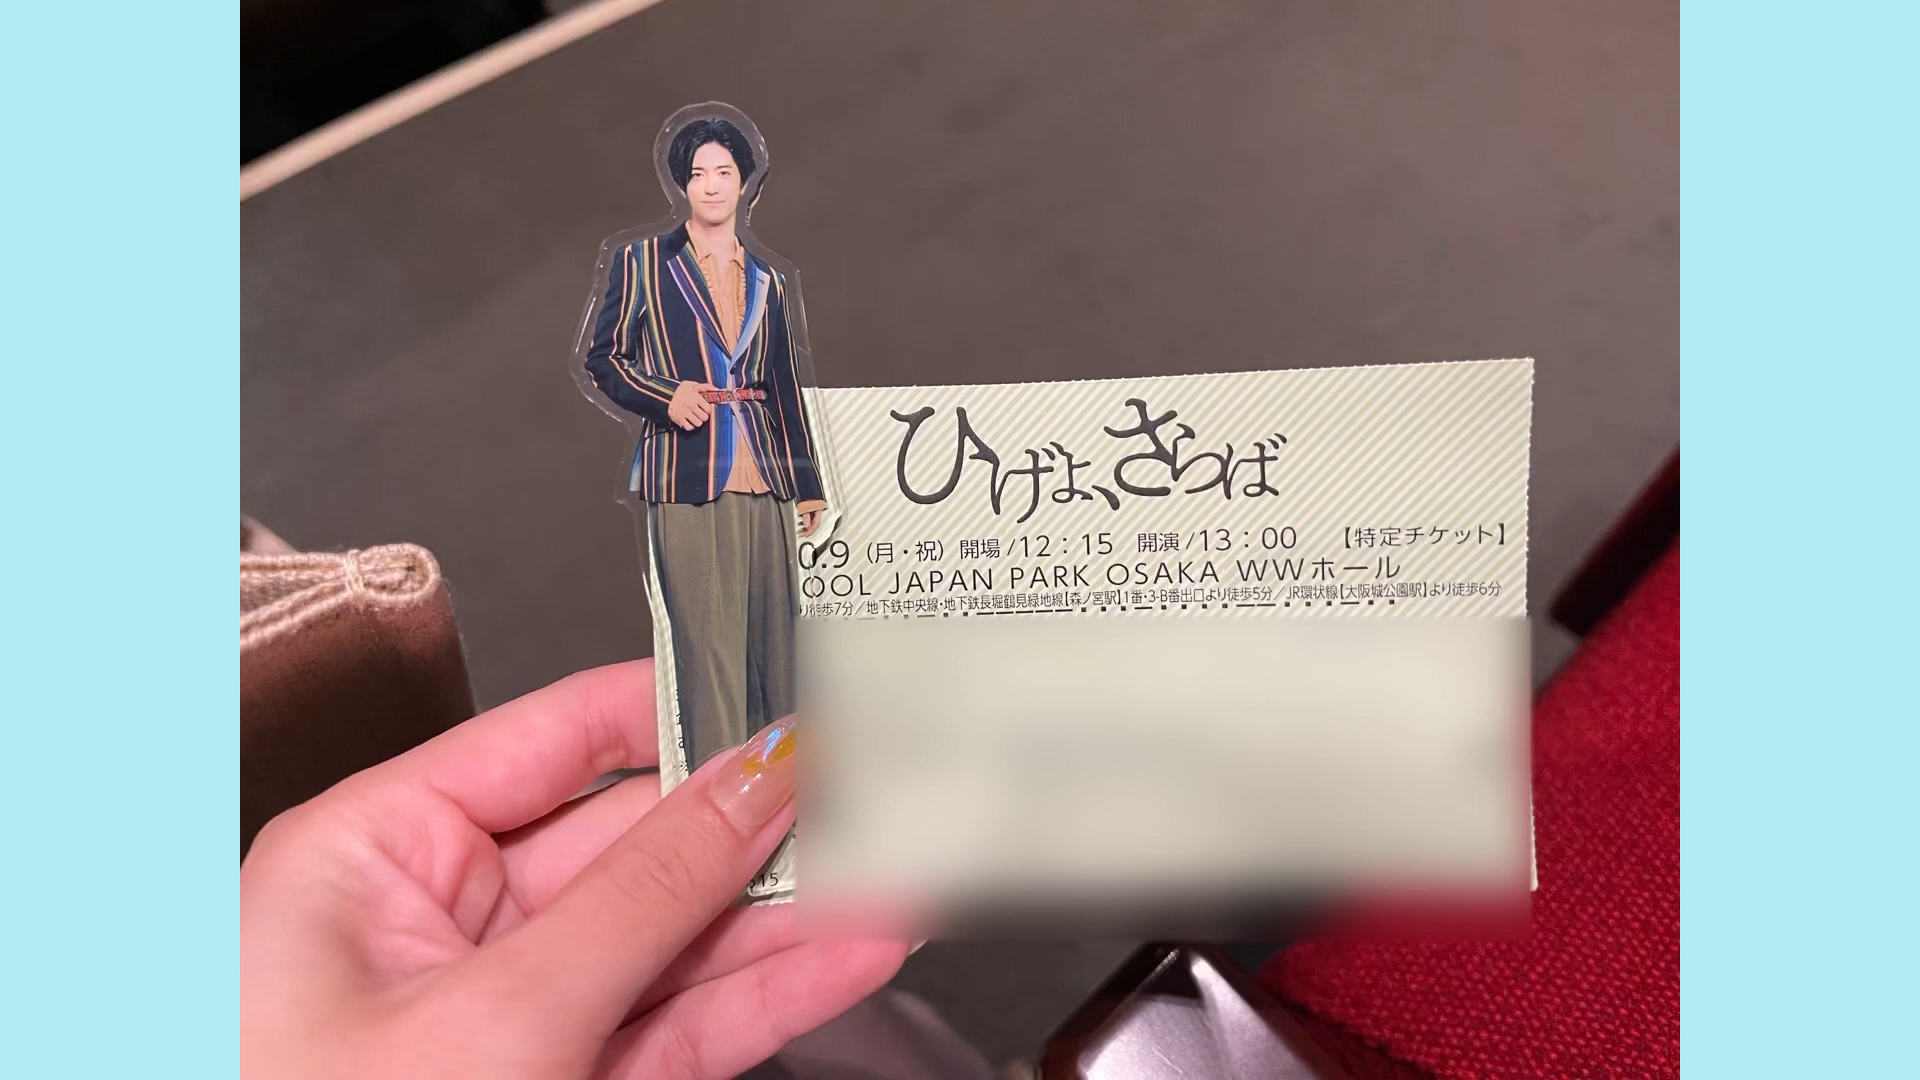 ひげよ、さらば
0.9（月・祝）開場/12：15 開演/13：00 【特定チケット】
OOL JAPAN PARK OSAKA WWホール
り徒歩7分／地下鉄中央線・地下鉄長堀鶴見緑地線【森ノ宮駅】1番・3-B番出口より徒歩5分／JR環状線【大阪城公園駅】より徒歩6分
315